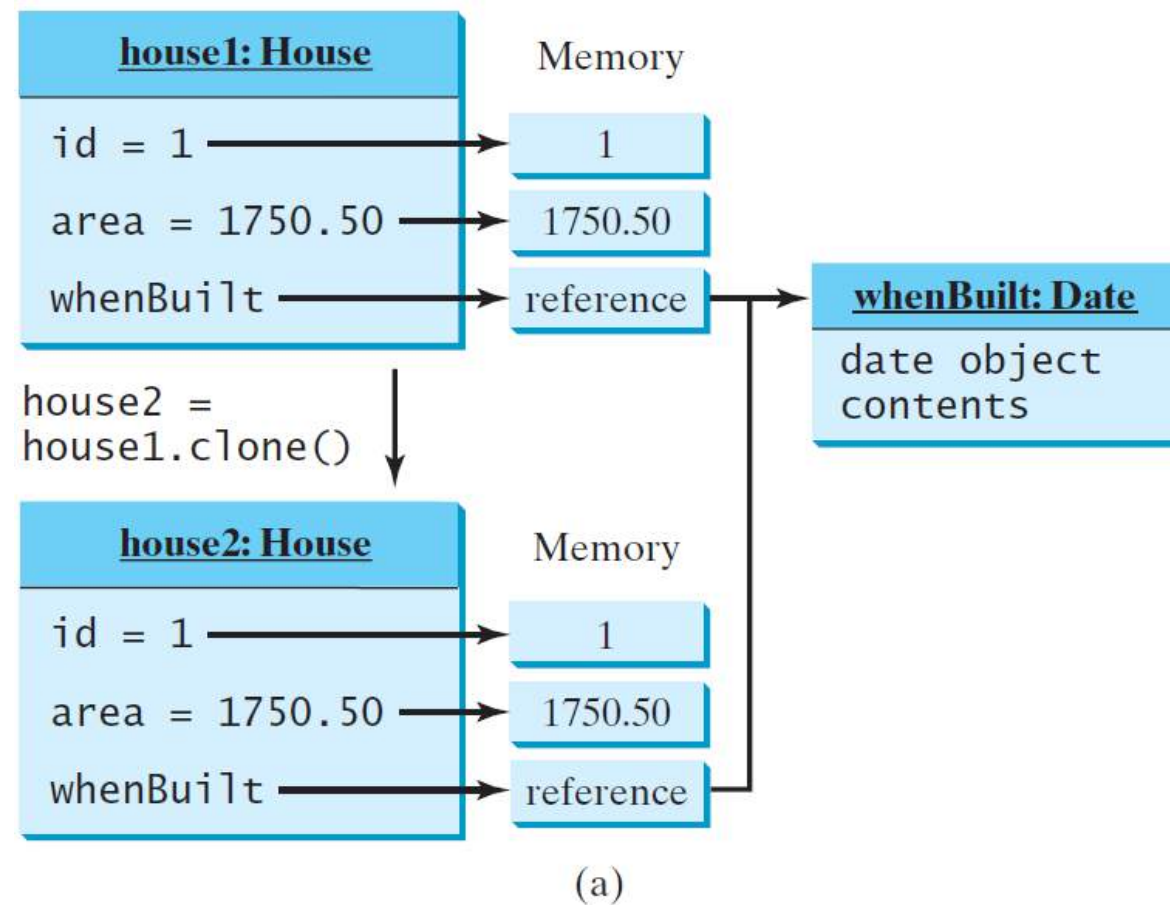 house1: House
Memory
id = 1
1
area = 1750.50
1750.50
whenBuilt
reference
whenBuilt: Date
date object
contents
house2 =
house1.clone()
house2: House
Memory
id = 1
1
area = 1750.50
1750.50
whenBuilt
reference
(a)